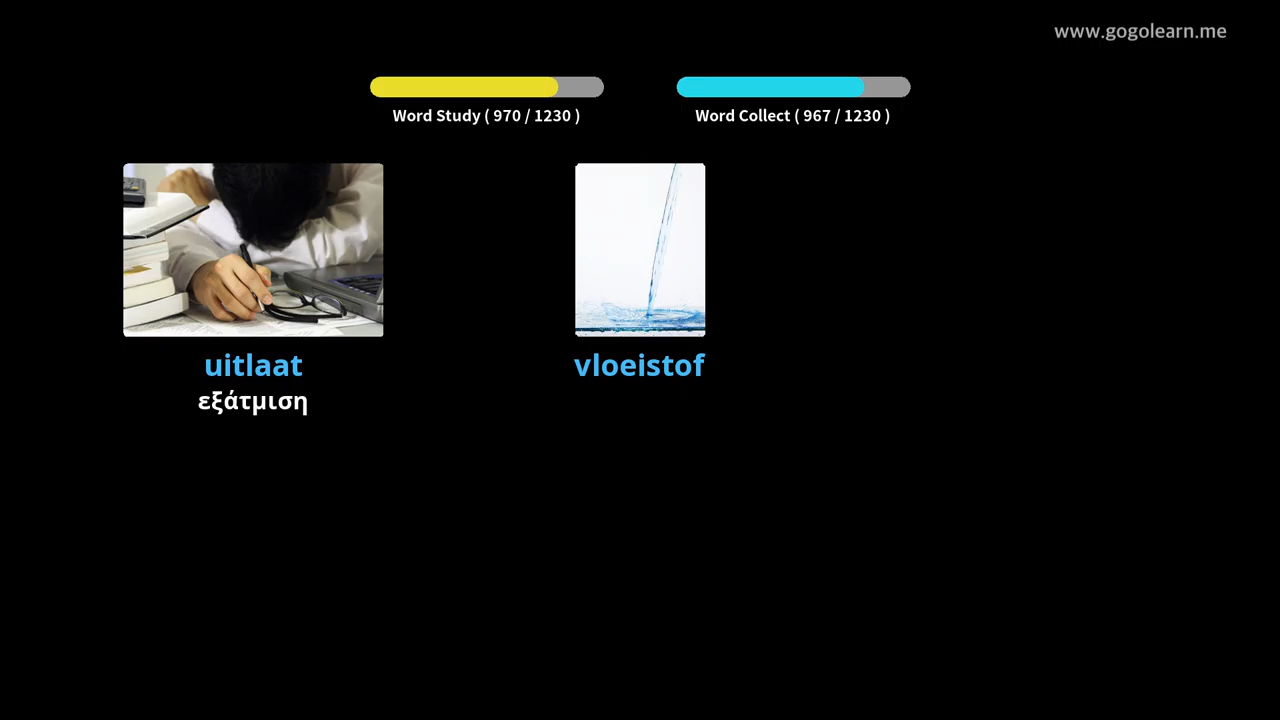 www.gogolearn.me
Word Study ( 970 / 1230 )
Word Collect ( 967 / 1230 )
uitlaat
εξάτμιση
vloeistof